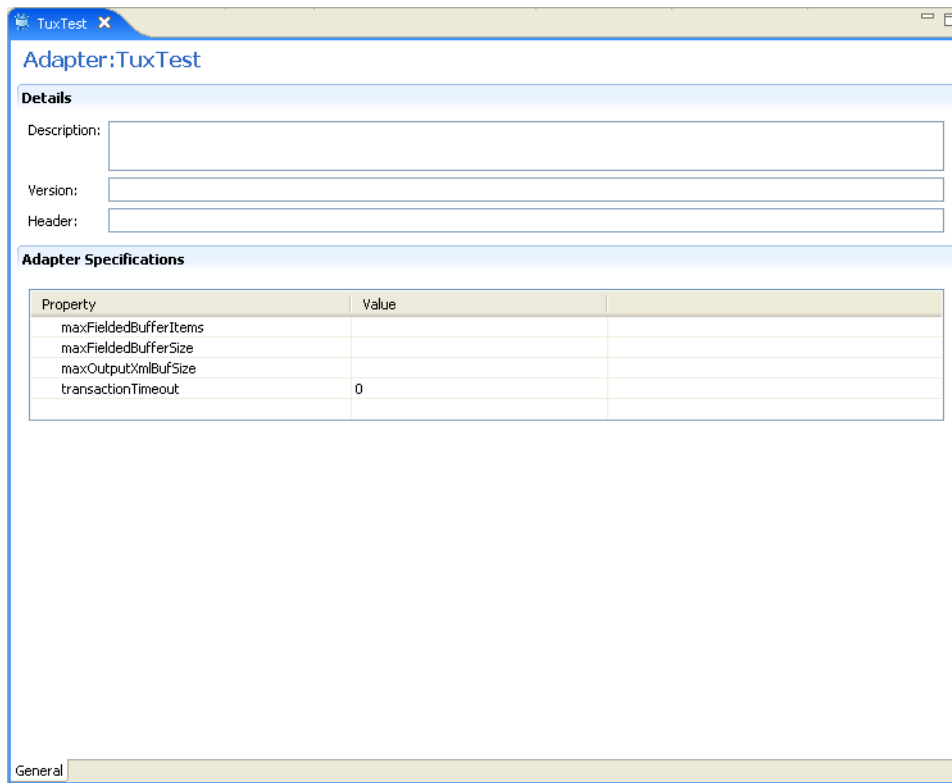 TuxTest
Adapter:TuxTest
Details
Description:
Version:
Header:
Adapter Specifications
Property Value
maxFieldedBufferItems
maxFieldedBufferSize
maxOutputXmlBufSize
transactionTimeout 0
General